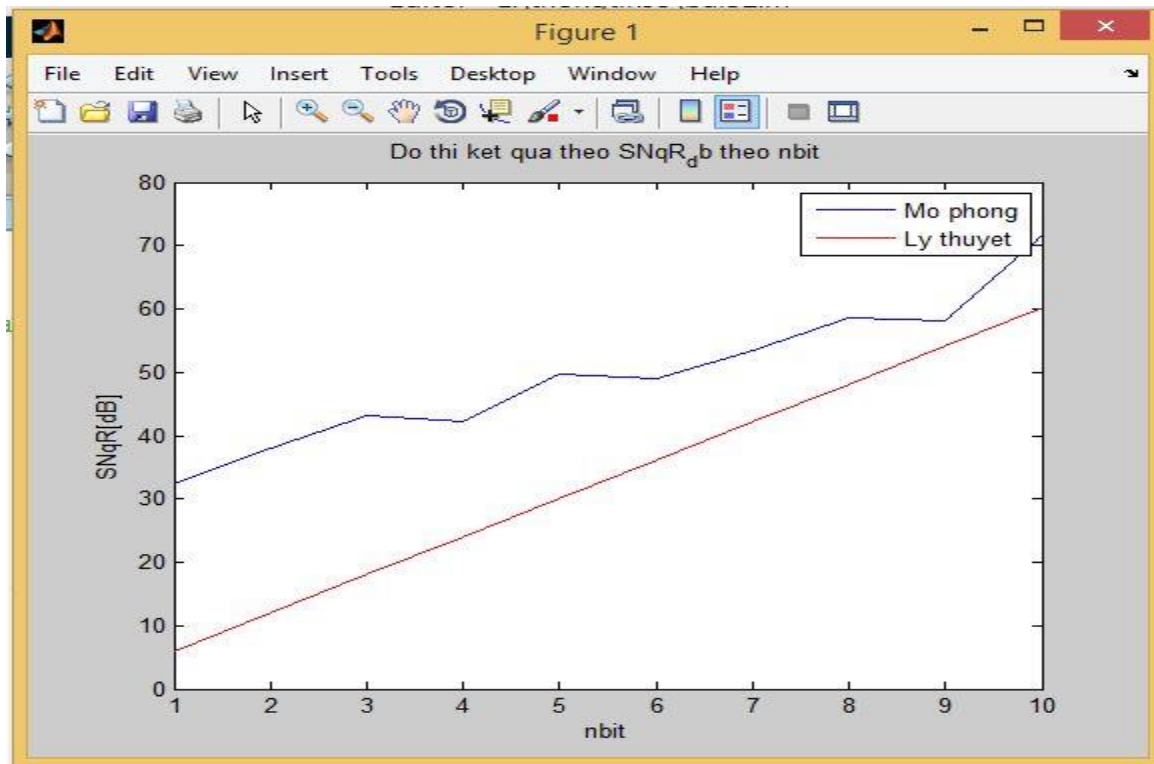 Figure 1
File Edit View Insert Tools Desktop Window Help
Do thi ket qua theo SNqR_db theo nbit
Mo phong
Ly thuyet
80
70
60
50
40
30
20
10
0
SNqR[dB]
1 2 3 4 5 6 7 8 9 10
nbit